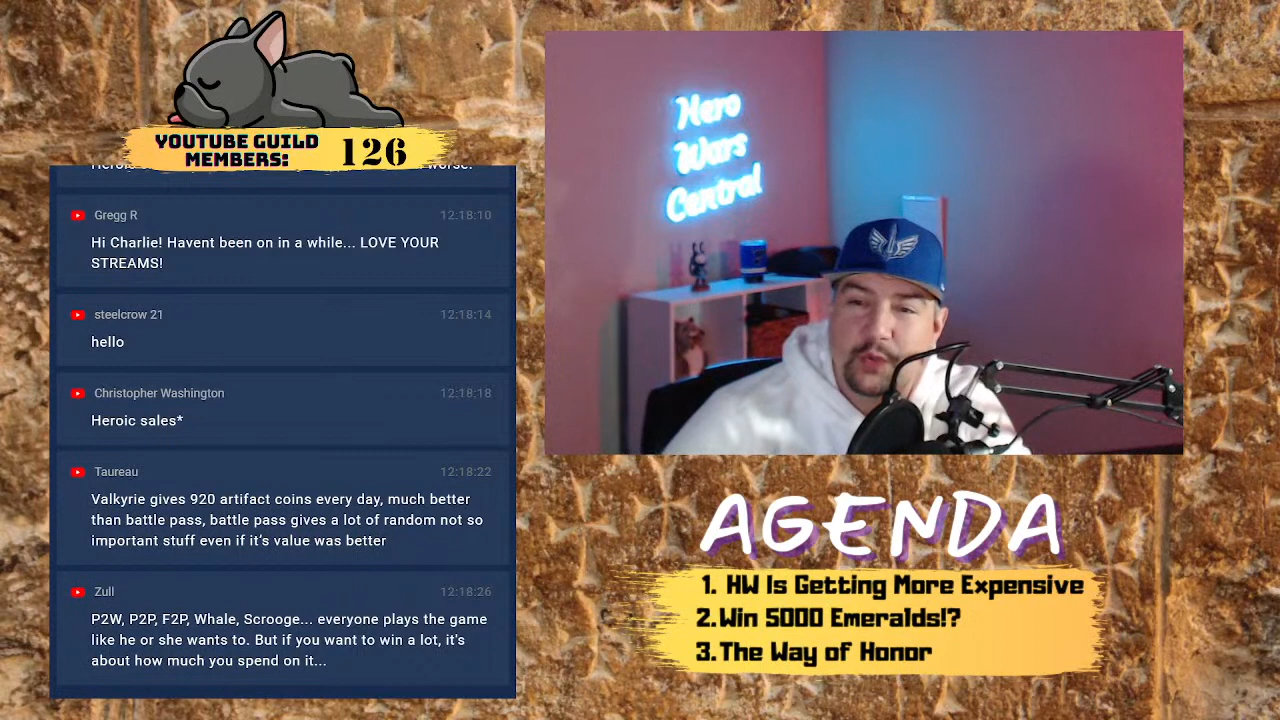 YOUTUBE GUILD
MEMBERS: 126
worse.
Gregg R 12:18:10
Hi Charlie! Havent been on in a while... LOVE YOUR
STREAMS!
steelcrow 21 12:18:14
hello
Christopher Washington 12:18:18
Heroic sales*
Taureau 12:18:22
Valkyrie gives 920 artifact coins every day, much better
than battle pass, battle pass gives a lot of random not so
important stuff even if it's value was better
Zull 12:18:26
P2W, P2P, F2P, Whale, Scrooge... everyone plays the game
like he or she wants to. But if you want to win a lot, it's
about how much you spend on it...
Hero
Wars
Central
AGENDA
1. HW Is Getting More Expensive
2. Win 5000 Emeralds!?
3. The Way of Honor